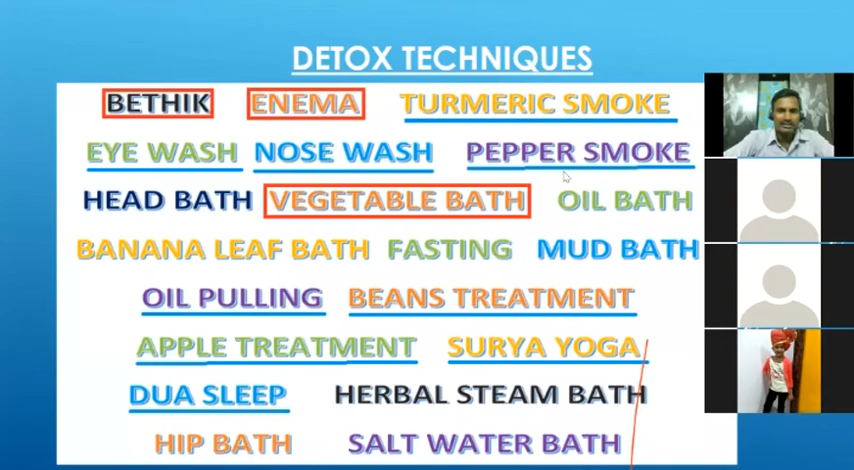 DETOX TECHNIQUES
BETHIK ENEMA TURMERIC SMOKE
EYE WASH NOSE WASH PEPPER SMOKE
HEAD BATH VEGETABLE BATH OIL BATH
BANANA LEAF BATH FASTING MUD BATH
OIL PULLING BEANS TREATMENT
APPLE TREATMENT SURYA YOGA
DUA SLEEP HERBAL STEAM BATH
HIP BATH SALT WATER BATH